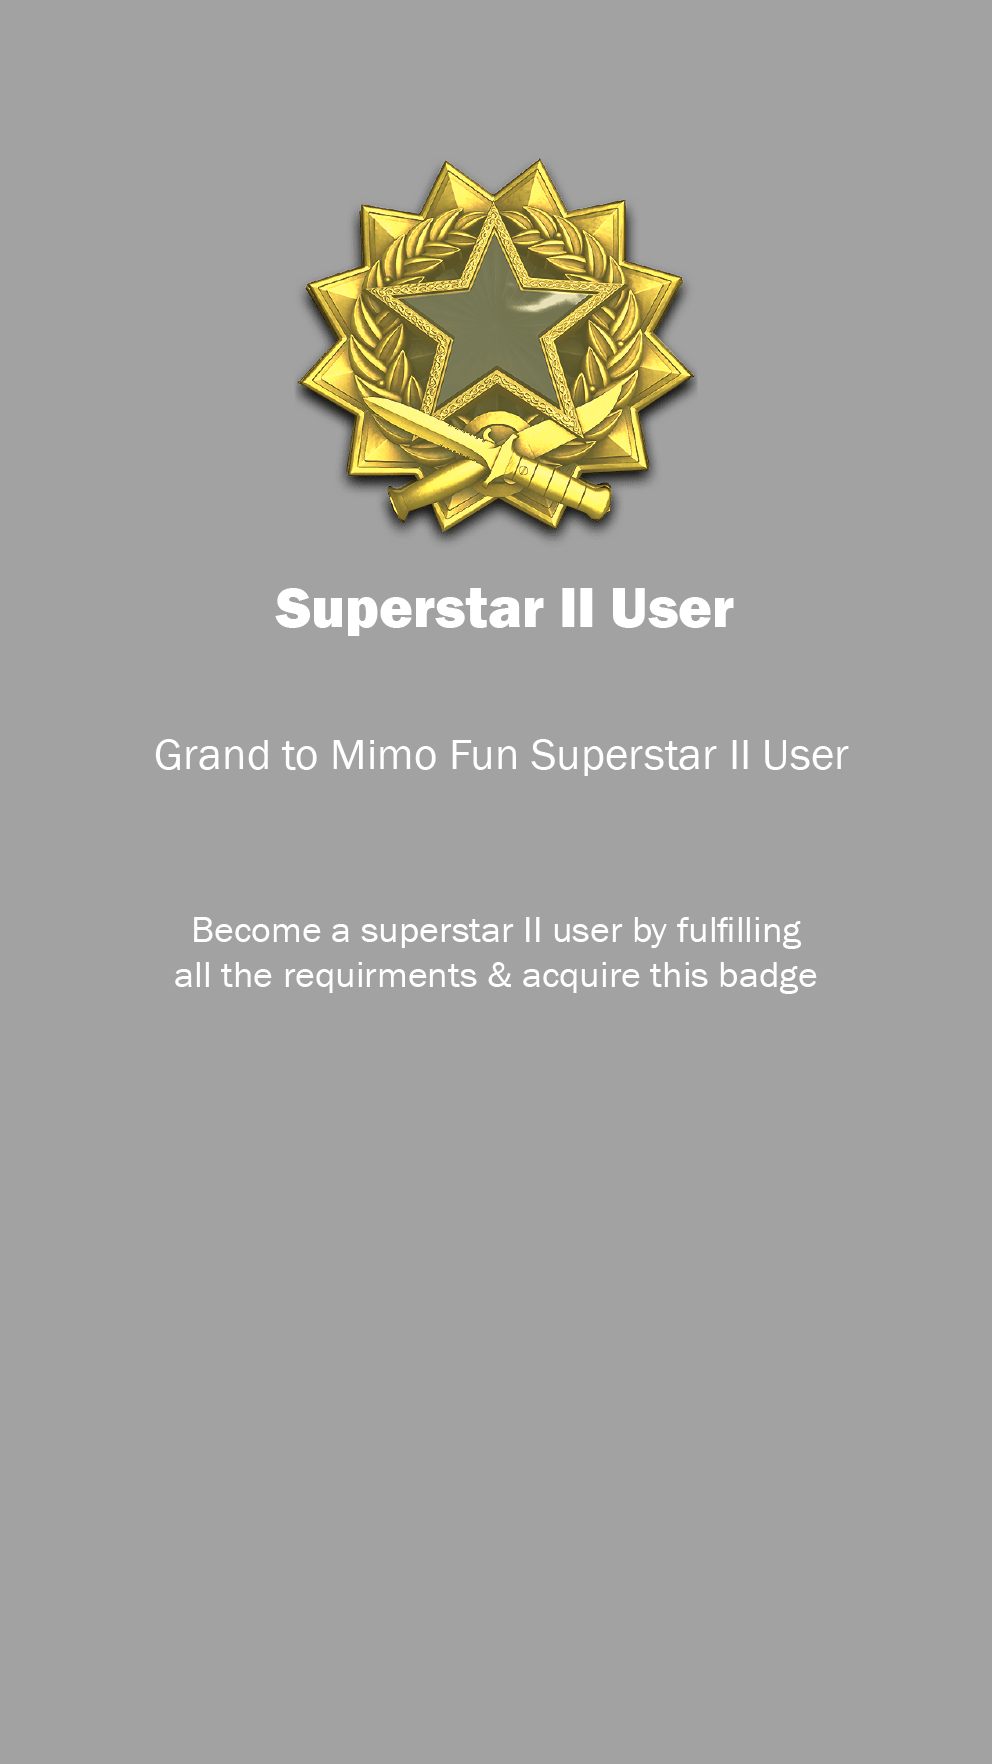 Superstar II User
Grand to Mimo Fun Superstar II User
Become a superstar II user by fulfilling
all the requirments & acquire this badge